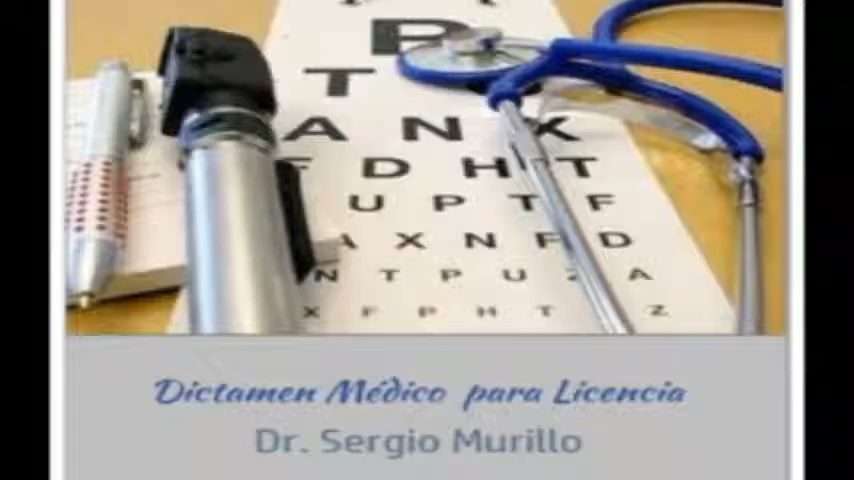 P
T
A N X
F D H T
U P T F
A X N F D
N T P U Z A
X F P H T Z
Dictamen Médico para Licencia
Dr. Sergio Murillo